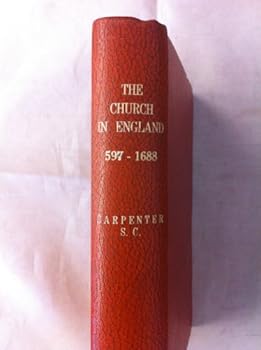 THE
CHURCH
IN ENGLAND
597 - 1688
CARPENTER
S. C.